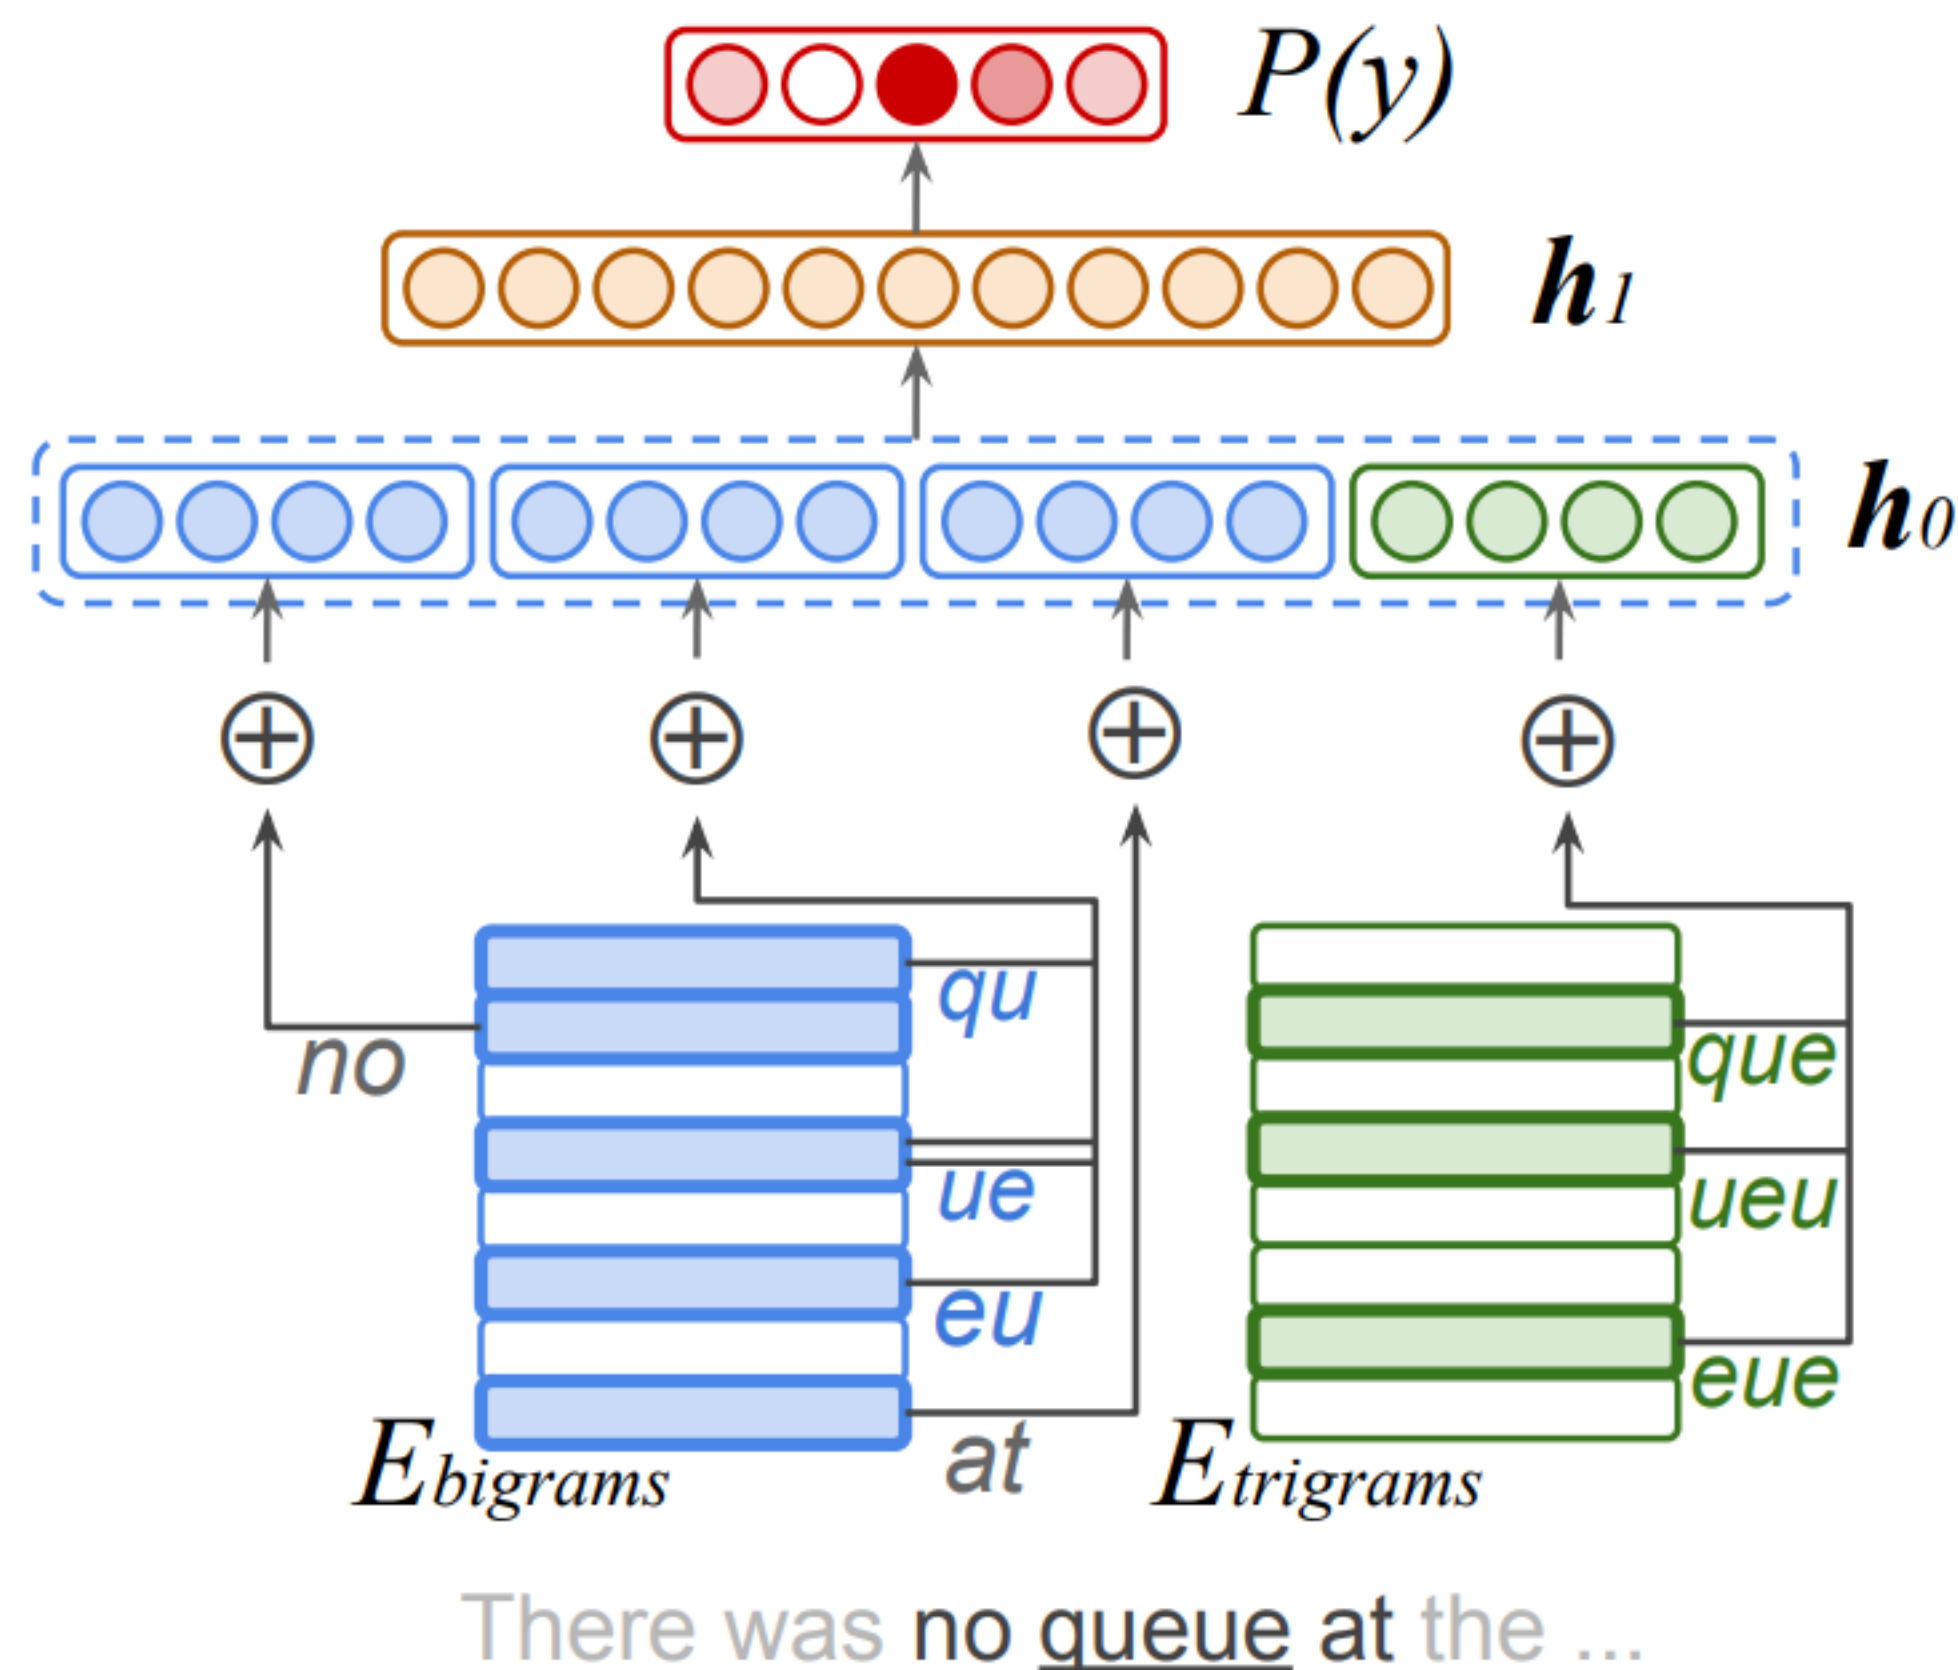 P(y)
h1
h0
qu
no
que
ue
ueu
eu
eue
at
Ebigrams
Etrigrams
There was no queue at the ...